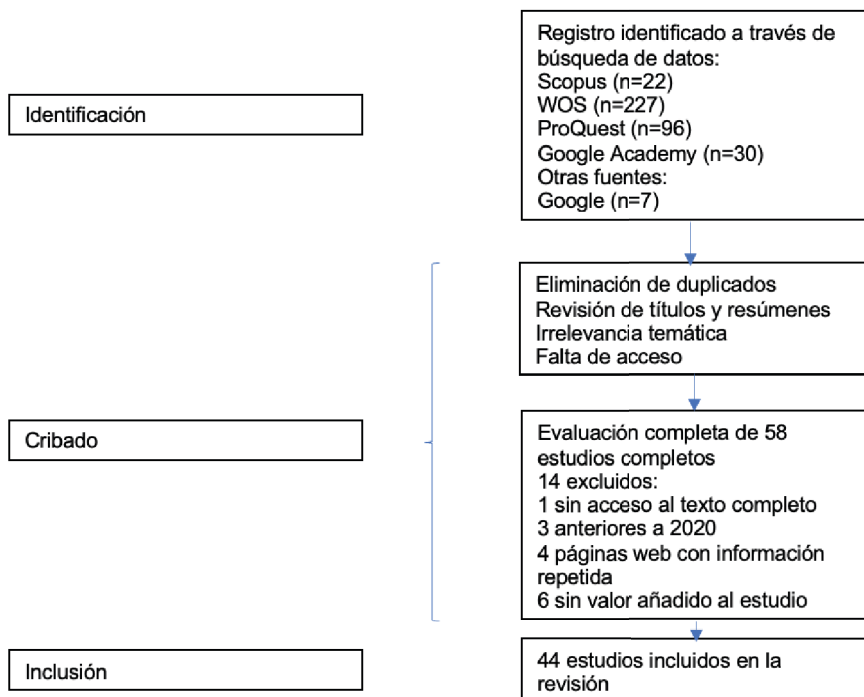 Registro identificado a través de
búsqueda de datos:
Scopus (n=22)
WOS (n=227)
ProQuest (n=96)
Google Academy (n=30)
Otras fuentes:
Google (n=7)
Identificación
Eliminación de duplicados
Revisión de títulos y resúmenes
Irrelevancia temática
Falta de acceso
Cribado
Evaluación completa de 58
estudios completos
14 excluidos:
1 sin acceso al texto completo
3 anteriores a 2020
4 páginas web con información
repetida
6 sin valor añadido al estudio
Inclusión
44 estudios incluidos en la
revisión